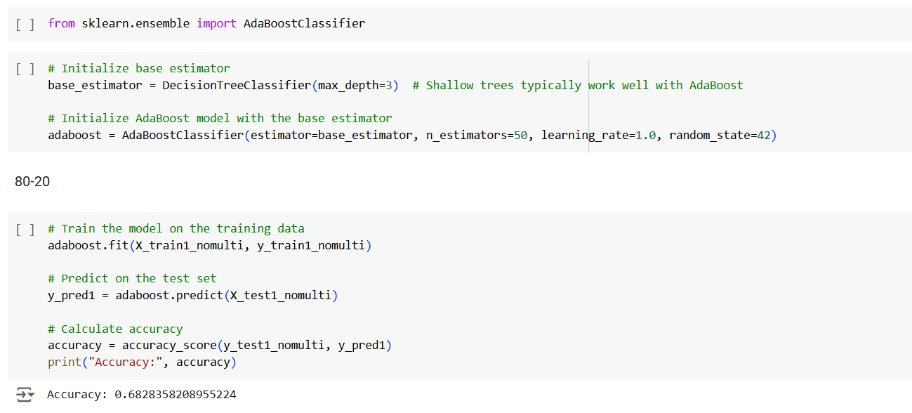 [ ] from sklearn.ensemble import AdaBoostClassifier
[ ] # Initialize base estimator
base_estimator = DecisionTreeClassifier(max_depth=3)  # Shallow trees typically work well with AdaBoost
# Initialize AdaBoost model with the base estimator
adaboost = AdaBoostClassifier(estimator=base_estimator, n_estimators=50, learning_rate=1.0, random_state=42)
80-20
[ ] # Train the model on the training data
adaboost.fit(X_train1_nomulti, y_train1_nomulti)
# Predict on the test set
y_pred1 = adaboost.predict(X_test1_nomulti)
# Calculate accuracy
accuracy = accuracy_score(y_test1_nomulti, y_pred1)
print("Accuracy:", accuracy)
Accuracy: 0.6828358208955224